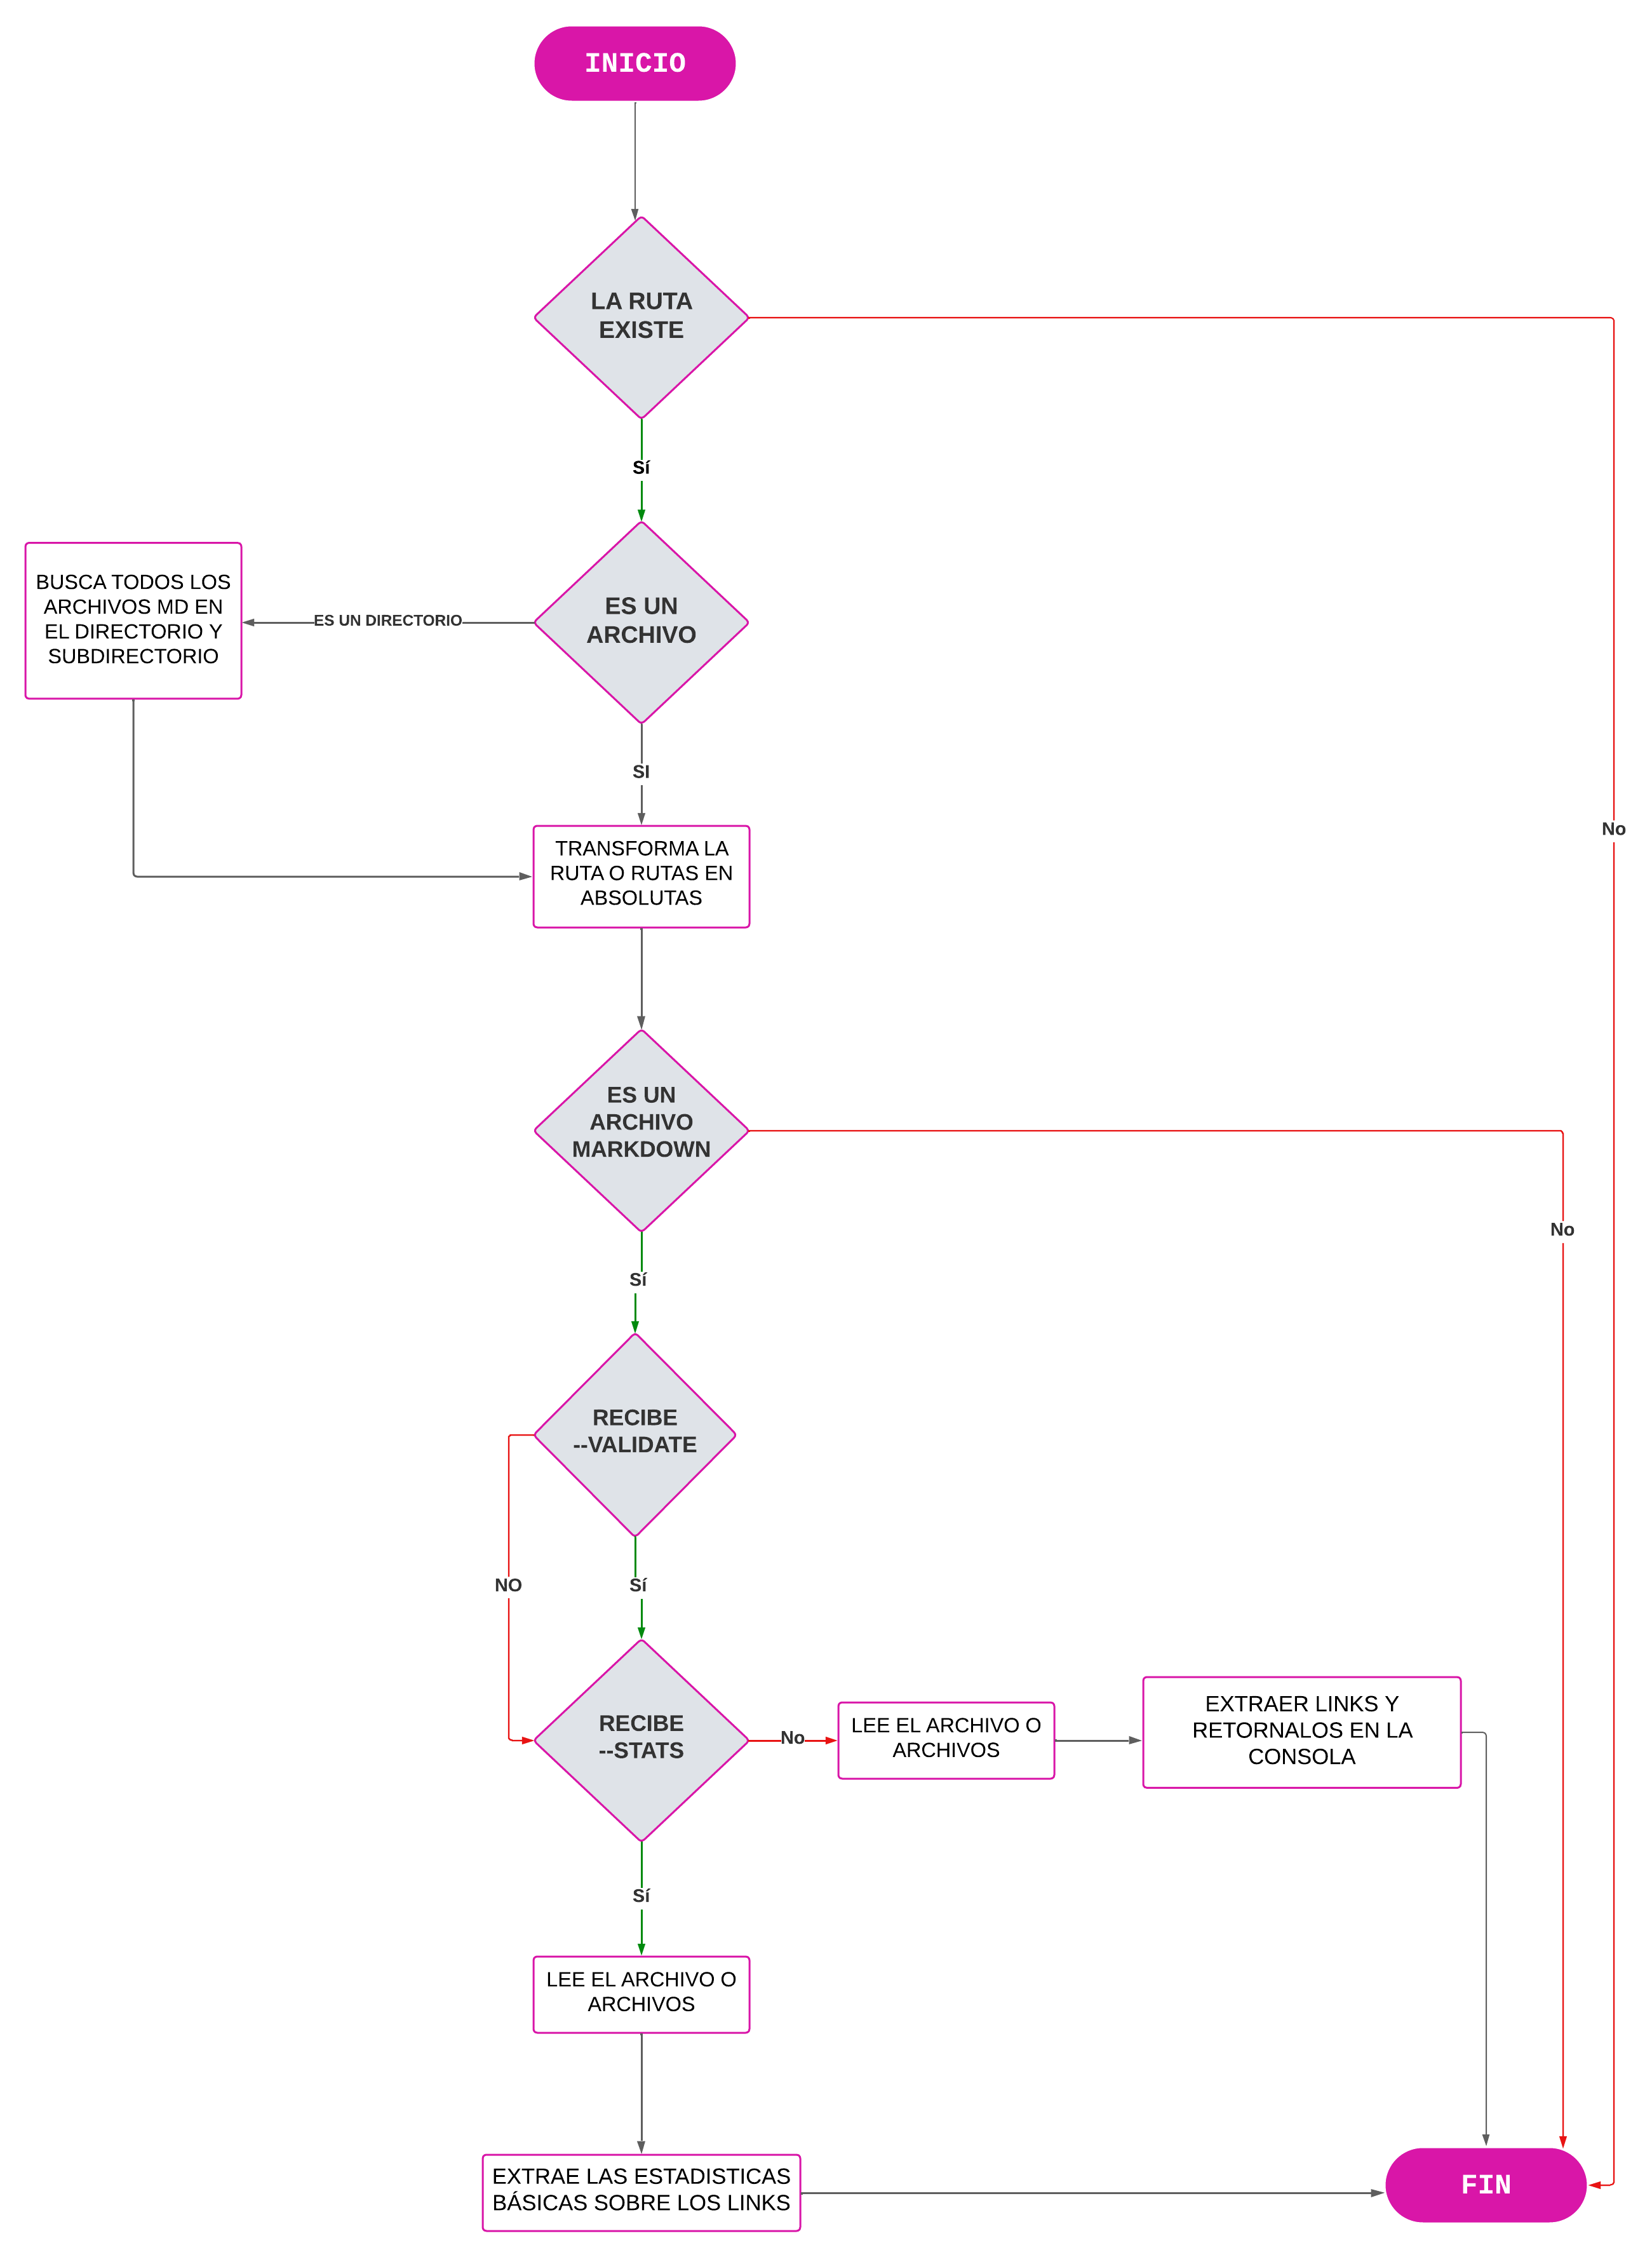 INICIO
LA RUTA
EXISTE
Sí
BUSCA TODOS LOS
ARCHIVOS MD EN
EL DIRECTORIO Y
SUBDIRECTORIO
ES UN DIRECTORIO
ES UN
ARCHIVO
SI
TRANSFORMA LA
RUTA O RUTAS EN
ABSOLUTAS
No
ES UN
ARCHIVO
MARKDOWN
No
Sí
RECIBE
--VALIDATE
NO
Sí
RECIBE
--STATS
No
LEE EL ARCHIVO O
ARCHIVOS
EXTRAER LINKS Y
RETORNALOS EN LA
CONSOLA
Sí
LEE EL ARCHIVO O
ARCHIVOS
EXTRAE LAS ESTADISTICAS
BÁSICAS SOBRE LOS LINKS
FIN